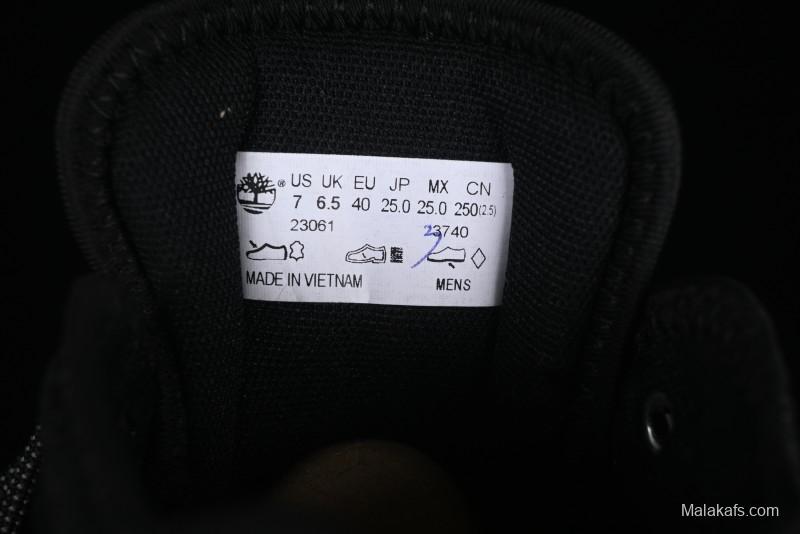 ® US UK EU JP MX CN
7 6.5 40 25.0 25.0 250(2.5)
23061 23740
MADE IN VIETNAM MENS
Malakafs.com